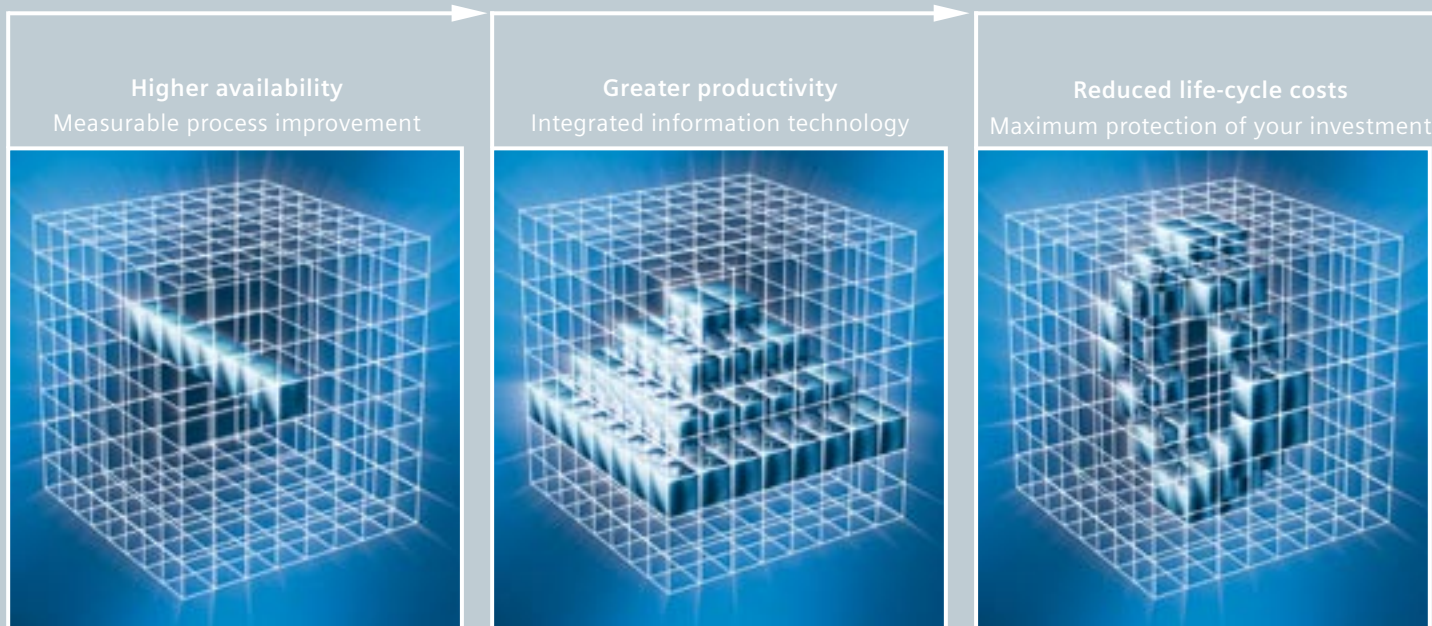 Higher availability
Measurable process improvement
Greater productivity
Integrated information technology
Reduced life-cycle costs
Maximum protection of your investment